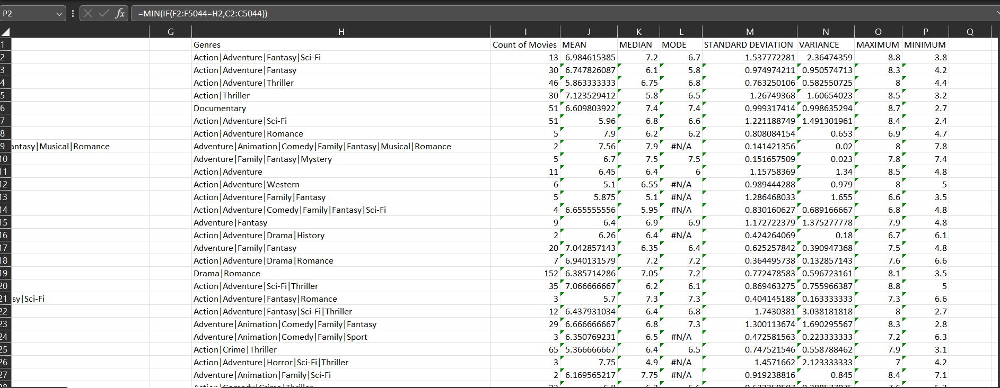 P2 fx =MIN(IF(F2:F5044=H2,C2:C5044))
G H I J K L M N O P Q
1 Genres Count of Movies MEAN MEDIAN MODE STANDARD DEVIATION VARIANCE MAXIMUM MINIMUM
2 Action|Adventure|Fantasy|Sci-Fi 13 6.984615385 7.2 6.7 1.537772281 2.36474359 8.8 3.8
3 Action|Adventure|Fantasy 30 6.747826087 6.1 5.8 0.974974211 0.950574713 8.3 4.2
4 Action|Adventure|Thriller 46 5.863333333 6.75 6.8 0.763250106 0.582550725 8 4.4
5 Action|Thriller 30 7.123529412 5.8 6.5 1.26749368 1.60654023 8.5 3.2
6 Documentary 51 6.609803922 7.4 7.4 0.999317414 0.998635294 8.7 2.7
7 Action|Adventure|Sci-Fi 51 5.96 6.8 6.6 1.221188749 1.491301961 8.4 2.4
8 Action|Adventure|Romance 5 7.9 6.2 6.2 0.808084154 0.653 6.9 4.7
9 antasy|Musical|Romance Adventure|Animation|Comedy|Family|Fantasy|Musical|Romance 2 7.56 7.9 #N/A 0.141421356 0.02 8 7.8
10 Adventure|Family|Fantasy|Mystery 5 6.7 7.5 7.5 0.151657509 0.023 7.8 7.4
11 Action|Adventure 11 6.45 6.4 6 1.15758369 1.34 8.5 4.8
12 Action|Adventure|Western 6 5.1 6.55 #N/A 0.989444288 0.979 8 5
13 Action|Adventure|Family|Fantasy 5 5.875 5.1 #N/A 1.286468033 1.655 6.6 3.5
14 Action|Adventure|Comedy|Family|Fantasy|Sci-Fi 4 6.655555556 5.95 #N/A 0.830160627 0.689166667 6.8 4.8
15 Adventure|Fantasy 9 6.4 6.9 6.9 1.172722379 1.375277778 7.9 4.8
16 Action|Adventure|Drama|History 2 6.26 6.4 #N/A 0.424264069 0.18 6.7 6.1
17 Adventure|Family|Fantasy 20 7.042857143 6.35 6.4 0.625257842 0.390947368 7.5 4.8
18 Action|Adventure|Drama|Romance 7 6.940131579 7.2 7.2 0.364495738 0.132857143 7.6 6.6
19 Drama|Romance 152 6.385714286 7.05 7.2 0.772478583 0.596723161 8.1 3.5
20 Action|Adventure|Sci-Fi|Thriller 35 7.066666667 6.2 6.1 0.869463275 0.755966387 8.8 5
21 sy|Sci-Fi Action|Adventure|Fantasy|Romance 3 5.7 7.3 7.3 0.404145188 0.163333333 7.3 6.6
22 Action|Adventure|Fantasy|Sci-Fi|Thriller 12 6.437931034 6.4 6.8 1.7430381 3.038181818 8 2.7
23 Adventure|Animation|Comedy|Family|Fantasy 29 6.666666667 6.8 7.3 1.300113674 1.690295567 8.3 2.8
24 Adventure|Animation|Comedy|Family|Sport 3 6.350769231 6.5 #N/A 0.472581563 0.223333333 7.2 6.3
25 Action|Crime|Thriller 65 5.366666667 6.4 6.5 0.747521546 0.558788462 7.9 3.1
26 Action|Adventure|Horror|Sci-Fi|Thriller 3 7.75 4.9 #N/A 1.4571662 2.123333333 7 4.2
27 Adventure|Animation|Family|Sci-Fi 2 6.169565217 7.75 #N/A 0.919238816 0.845 8.4 7.1